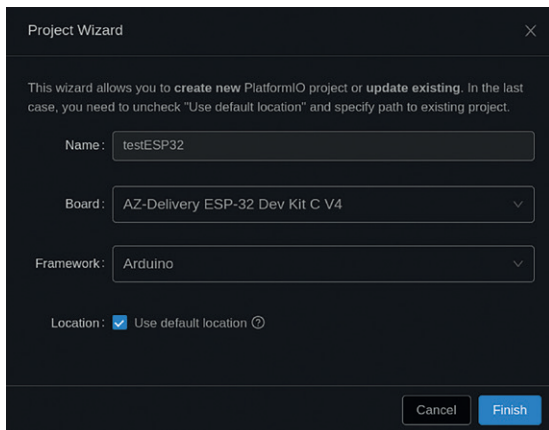 Project Wizard
This wizard allows you to create new PlatformIO project or update existing. In the last
case, you need to uncheck "Use default location" and specify path to existing project.
Name: testESP32
Board: AZ-Delivery ESP-32 Dev Kit C V4
Framework: Arduino
Location: Use default location
Cancel Finish